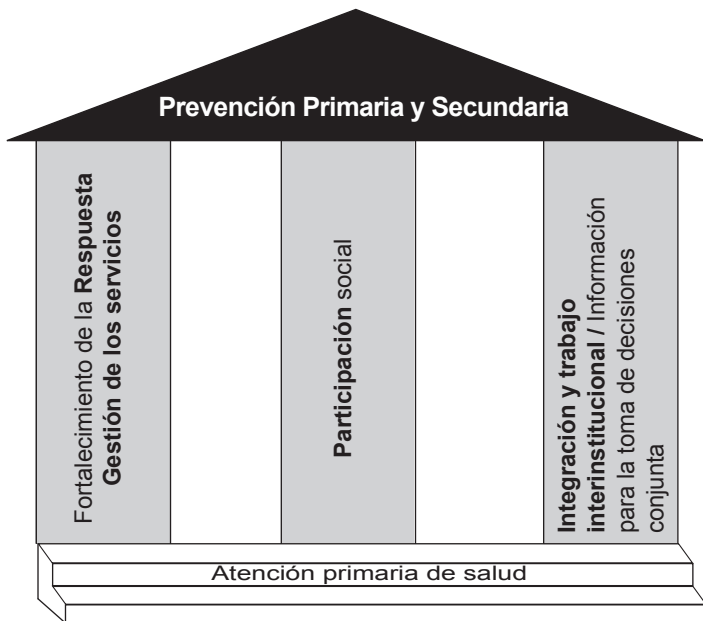 Prevención Primaria y Secundaria
Fortalecimiento de la Respuesta
Gestión de los servicios
Participación social
Integración y trabajo
interinstitucional / Información
para la toma de decisiones
conjunta
Atención primaria de salud